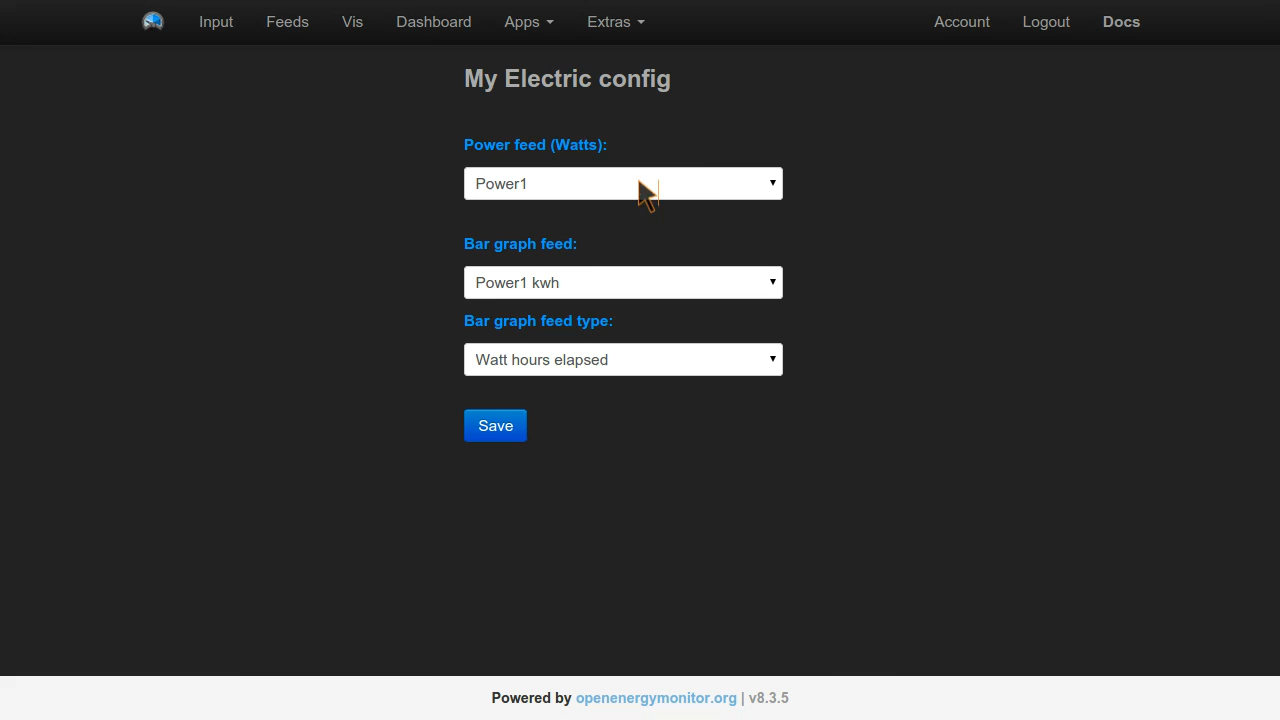 Input Feeds Vis Dashboard Apps Extras Account Logout Docs
My Electric config
Power feed (Watts):
Power1
Bar graph feed:
Power1 kwh
Bar graph feed type:
Watt hours elapsed
Save
Powered by openenergymonitor.org | v8.3.5